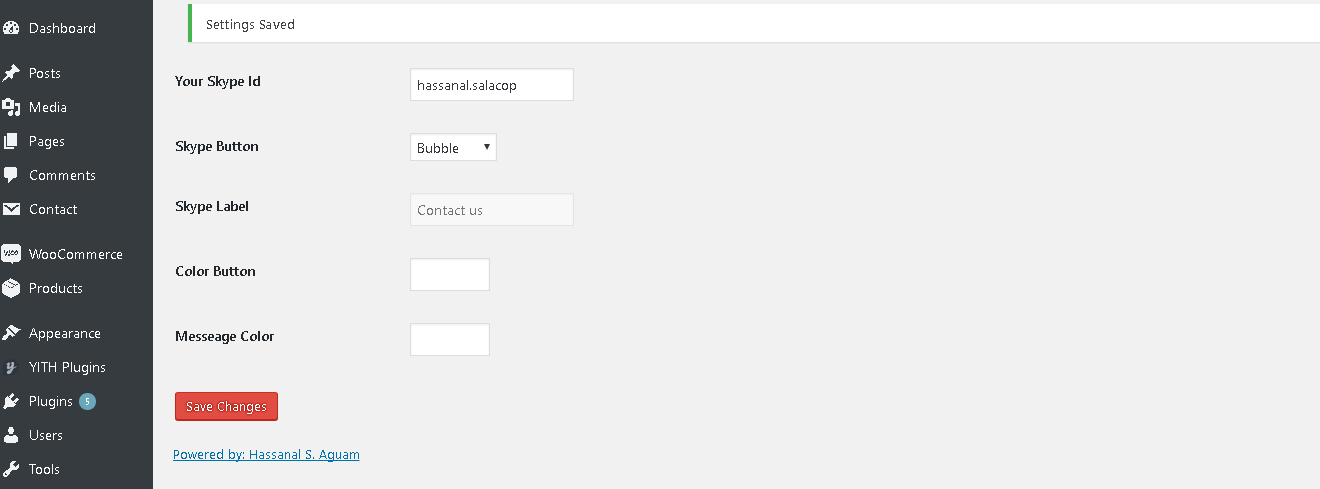 Dashboard
Posts
Media
Pages
Comments
Contact
WOO
WooCommerce
Products
Appearance
YITH Plugins
Plugins 5
Users
Tools
Settings Saved
Your Skype Id
hassanal.salacop
Skype Button
Bubble
Skype Label
Contact us
Color Button
Messeage Color
Save Changes
Powered by: Hassanal S. Aguam